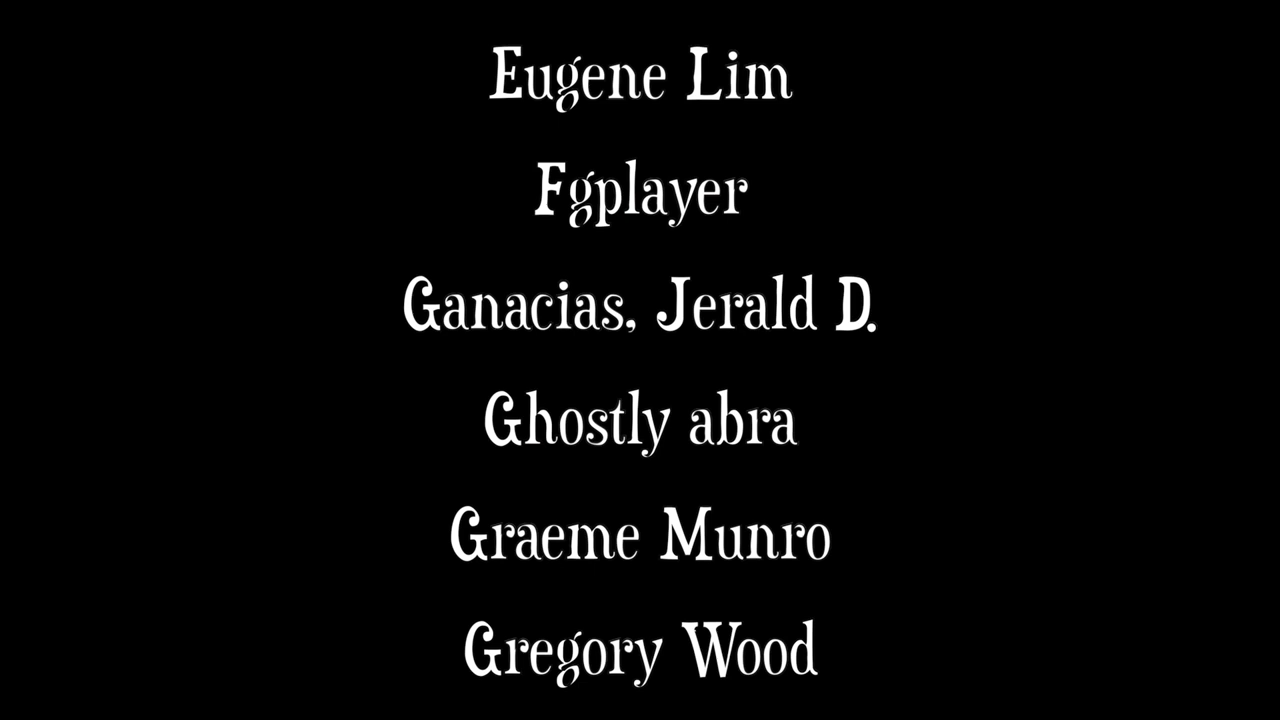 Eugene Lim
Fgplayer
Ganacias, Jerald D.
Ghostly abra
Graeme Munro
Gregory Wood